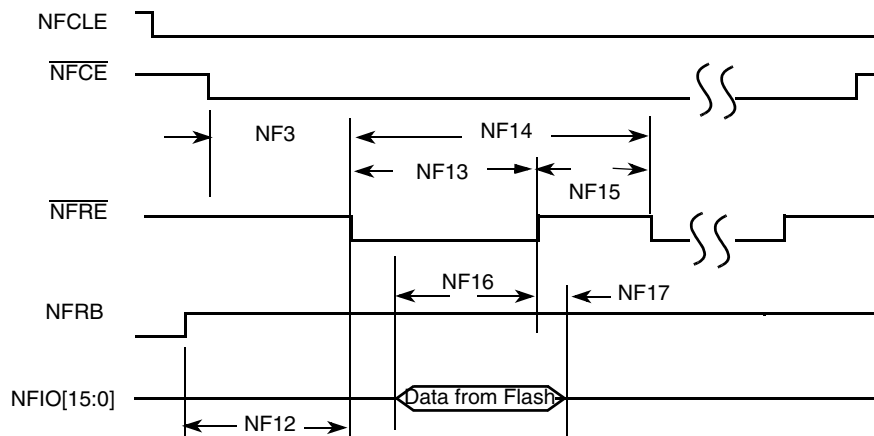 NFCLE
NFCE
NF3
NF14
NF13
NF15
NFRE
NF16
NF17
NFRB
NFIO[15:0]
Data from Flash
NF12